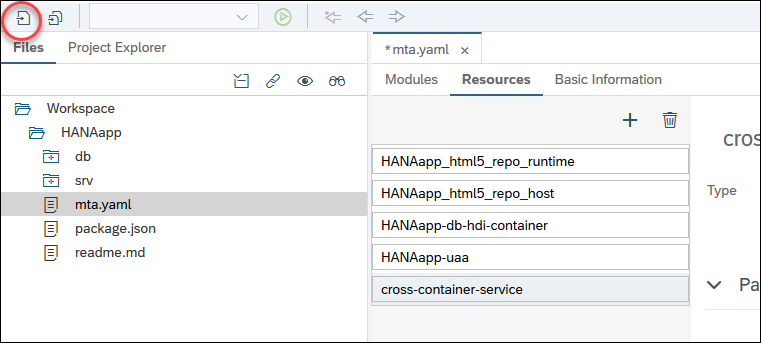 Files Project Explorer
Workspace
HANAapp
db
srv
mta.yaml
package.json
readme.md
* mta.yaml ×
Modules Resources Basic Information
HANAapp_html5_repo_runtime
HANAapp_html5_repo_host
HANAapp-db-hdi-container
HANAapp-uaa
cross-container-service
cros
Type
Pa